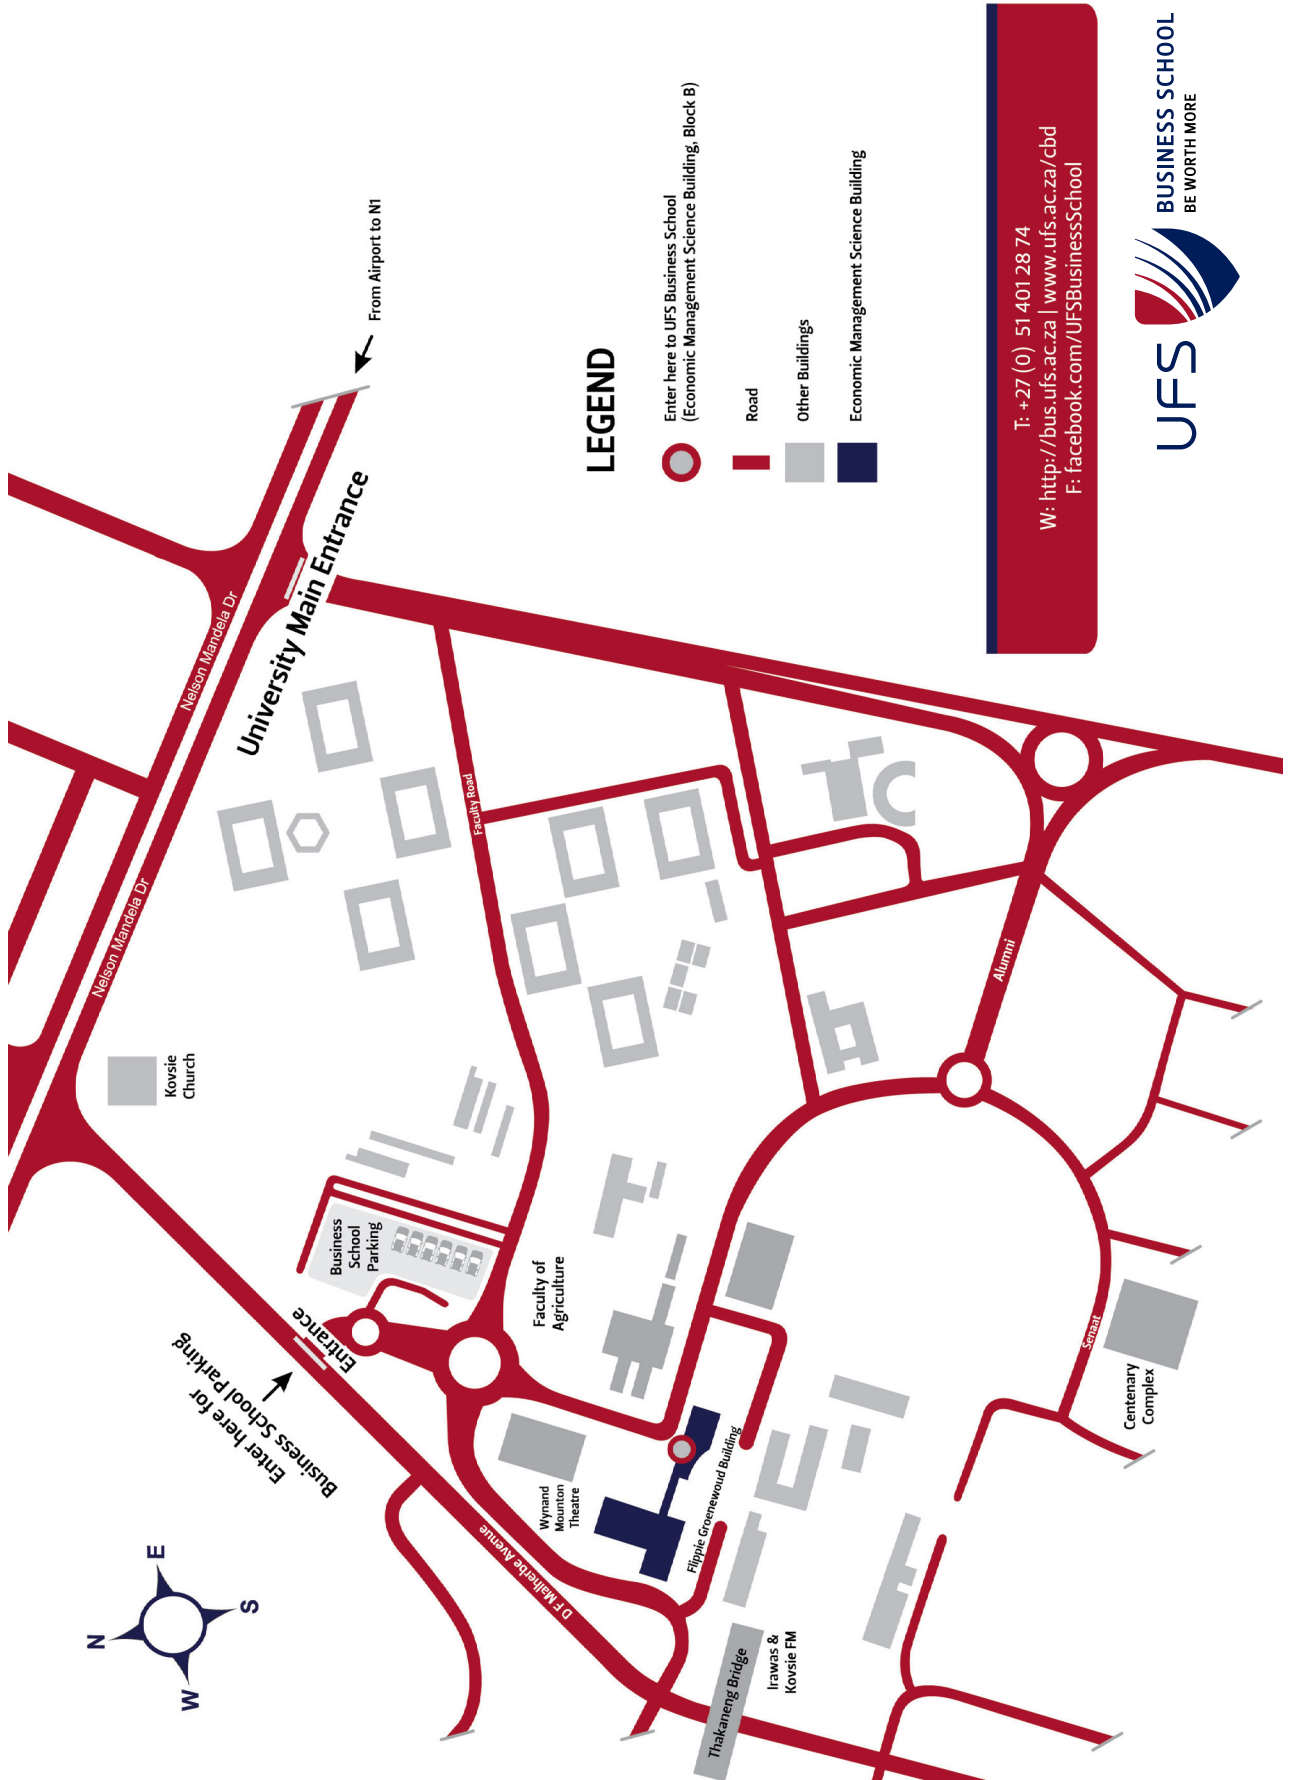 N
E
S
W
Enter here for
Business School Parking
Entrance
Business
School
Parking
Kovsie
Church
Nelson Mandela Dr
Nelson Mandela Dr
University Main Entrance
From Airport to N1
Faculty Road
Faculty of
Agriculture
Wynand
Mounton
Theatre
D F Malherbe Avenue
Flippie Groenewoud Building
Thakaneng Bridge
Irawas &
Kovsie FM
Alumni
Senaat
Centenary
Complex
LEGEND
Enter here to UFS Business School
(Economic Management Science Building, Block B)
Road
Other Buildings
Economic Management Science Building
T: +27 (0) 51 401 28 74
W: http://bus.ufs.ac.za | www.ufs.ac.za/cbd
F: facebook.com/UFSBusinessSchool
UFS
BUSINESS SCHOOL
BE WORTH MORE